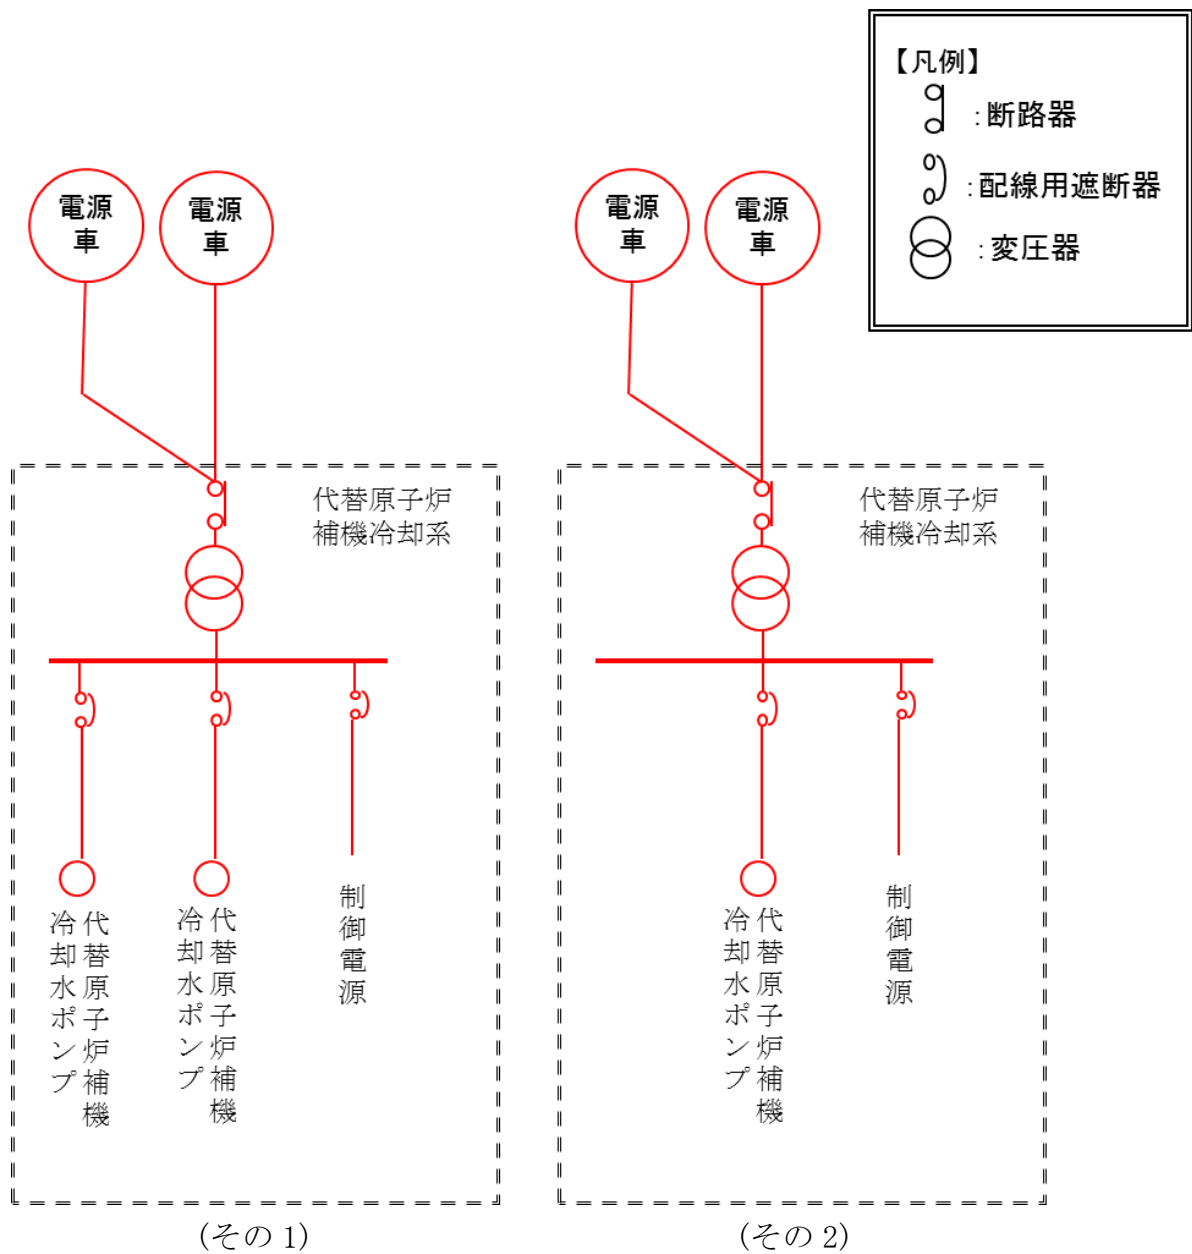 【凡例】
：断路器
：配線用遮断器
：変圧器
電源
車
電源
車
電源
車
電源
車
代替原子炉
補機冷却系
代替原子炉
補機冷却系
代替原子炉補機
冷却水ポンプ
代替原子炉補機
冷却水ポンプ
制御電源
代替原子炉補機
冷却水ポンプ
制御電源
(その 1)
(その 2)